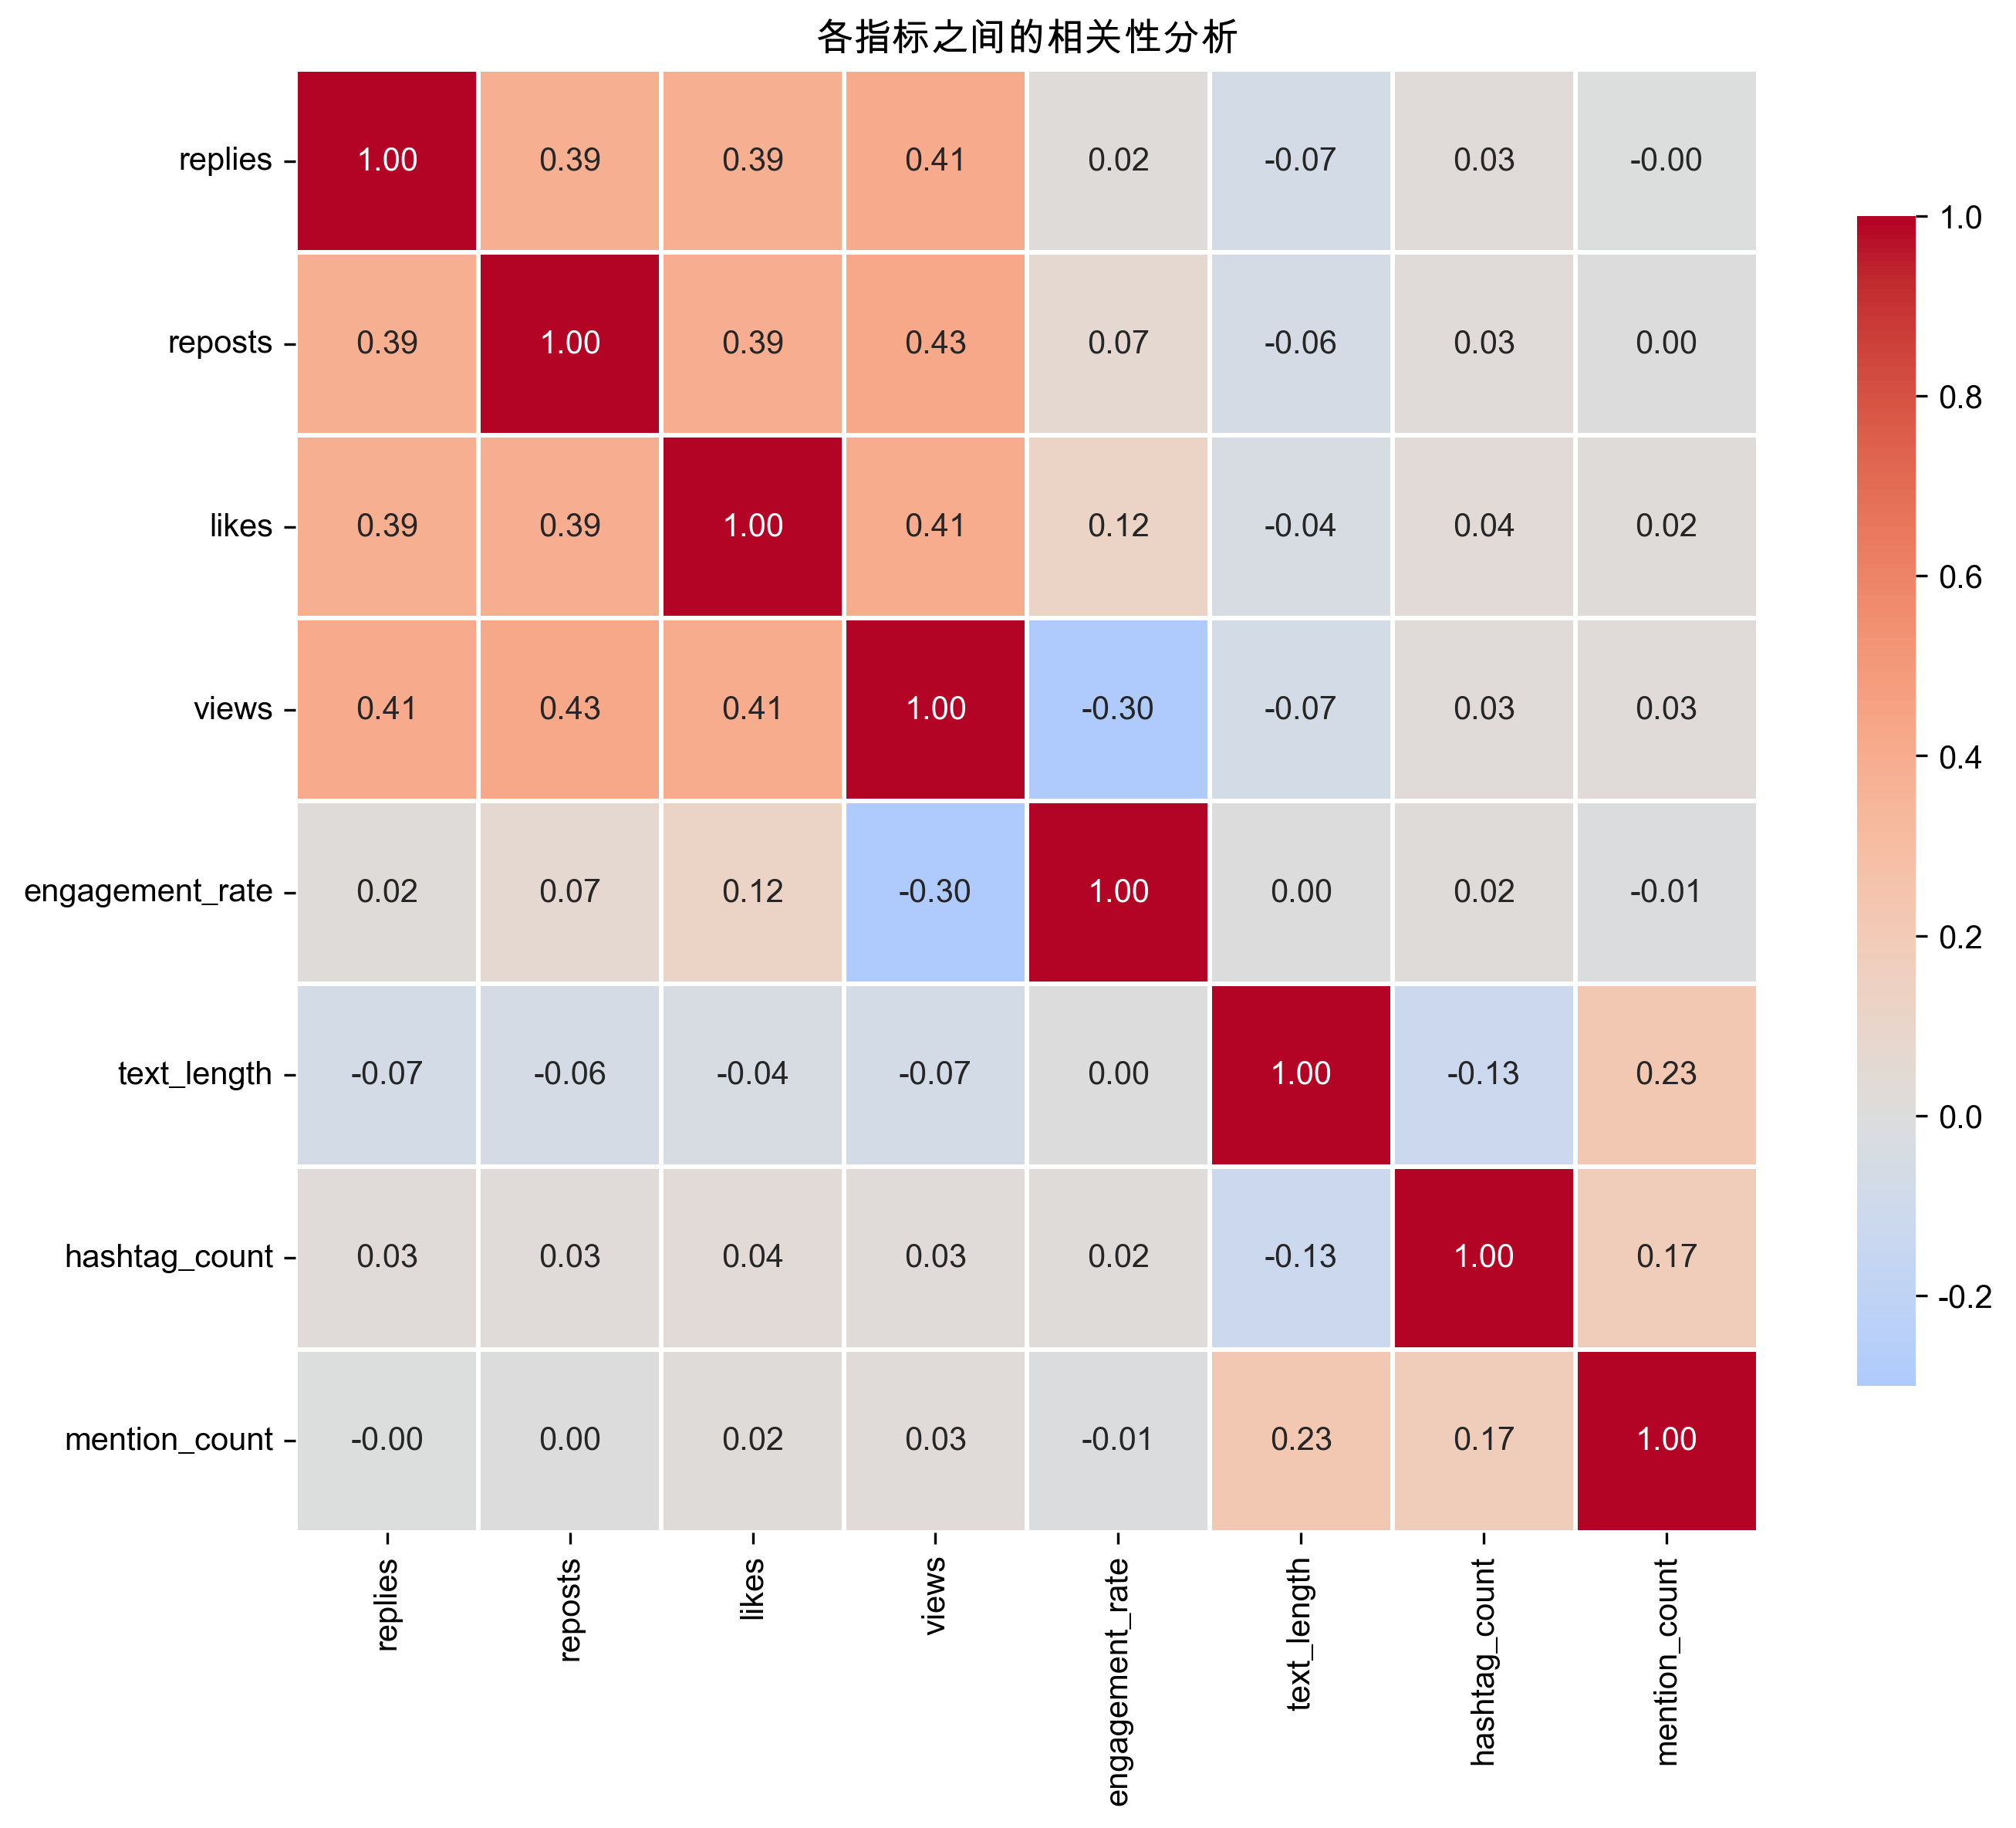 各指标之间的相关性分析
replies 1.00 0.39 0.39 0.41 0.02 -0.07 0.03 -0.00
reposts 0.39 1.00 0.39 0.43 0.07 -0.06 0.03 0.00
likes 0.39 0.39 1.00 0.41 0.12 -0.04 0.04 0.02
views 0.41 0.43 0.41 1.00 -0.30 -0.07 0.03 0.03
engagement_rate 0.02 0.07 0.12 -0.30 1.00 0.00 0.02 -0.01
text_length -0.07 -0.06 -0.04 -0.07 0.00 1.00 -0.13 0.23
hashtag_count 0.03 0.03 0.04 0.03 0.02 -0.13 1.00 0.17
mention_count -0.00 0.00 0.02 0.03 -0.01 0.23 0.17 1.00
replies
reposts
likes
views
engagement_rate
text_length
hashtag_count
mention_count
1.0
0.8
0.6
0.4
0.2
0.0
-0.2